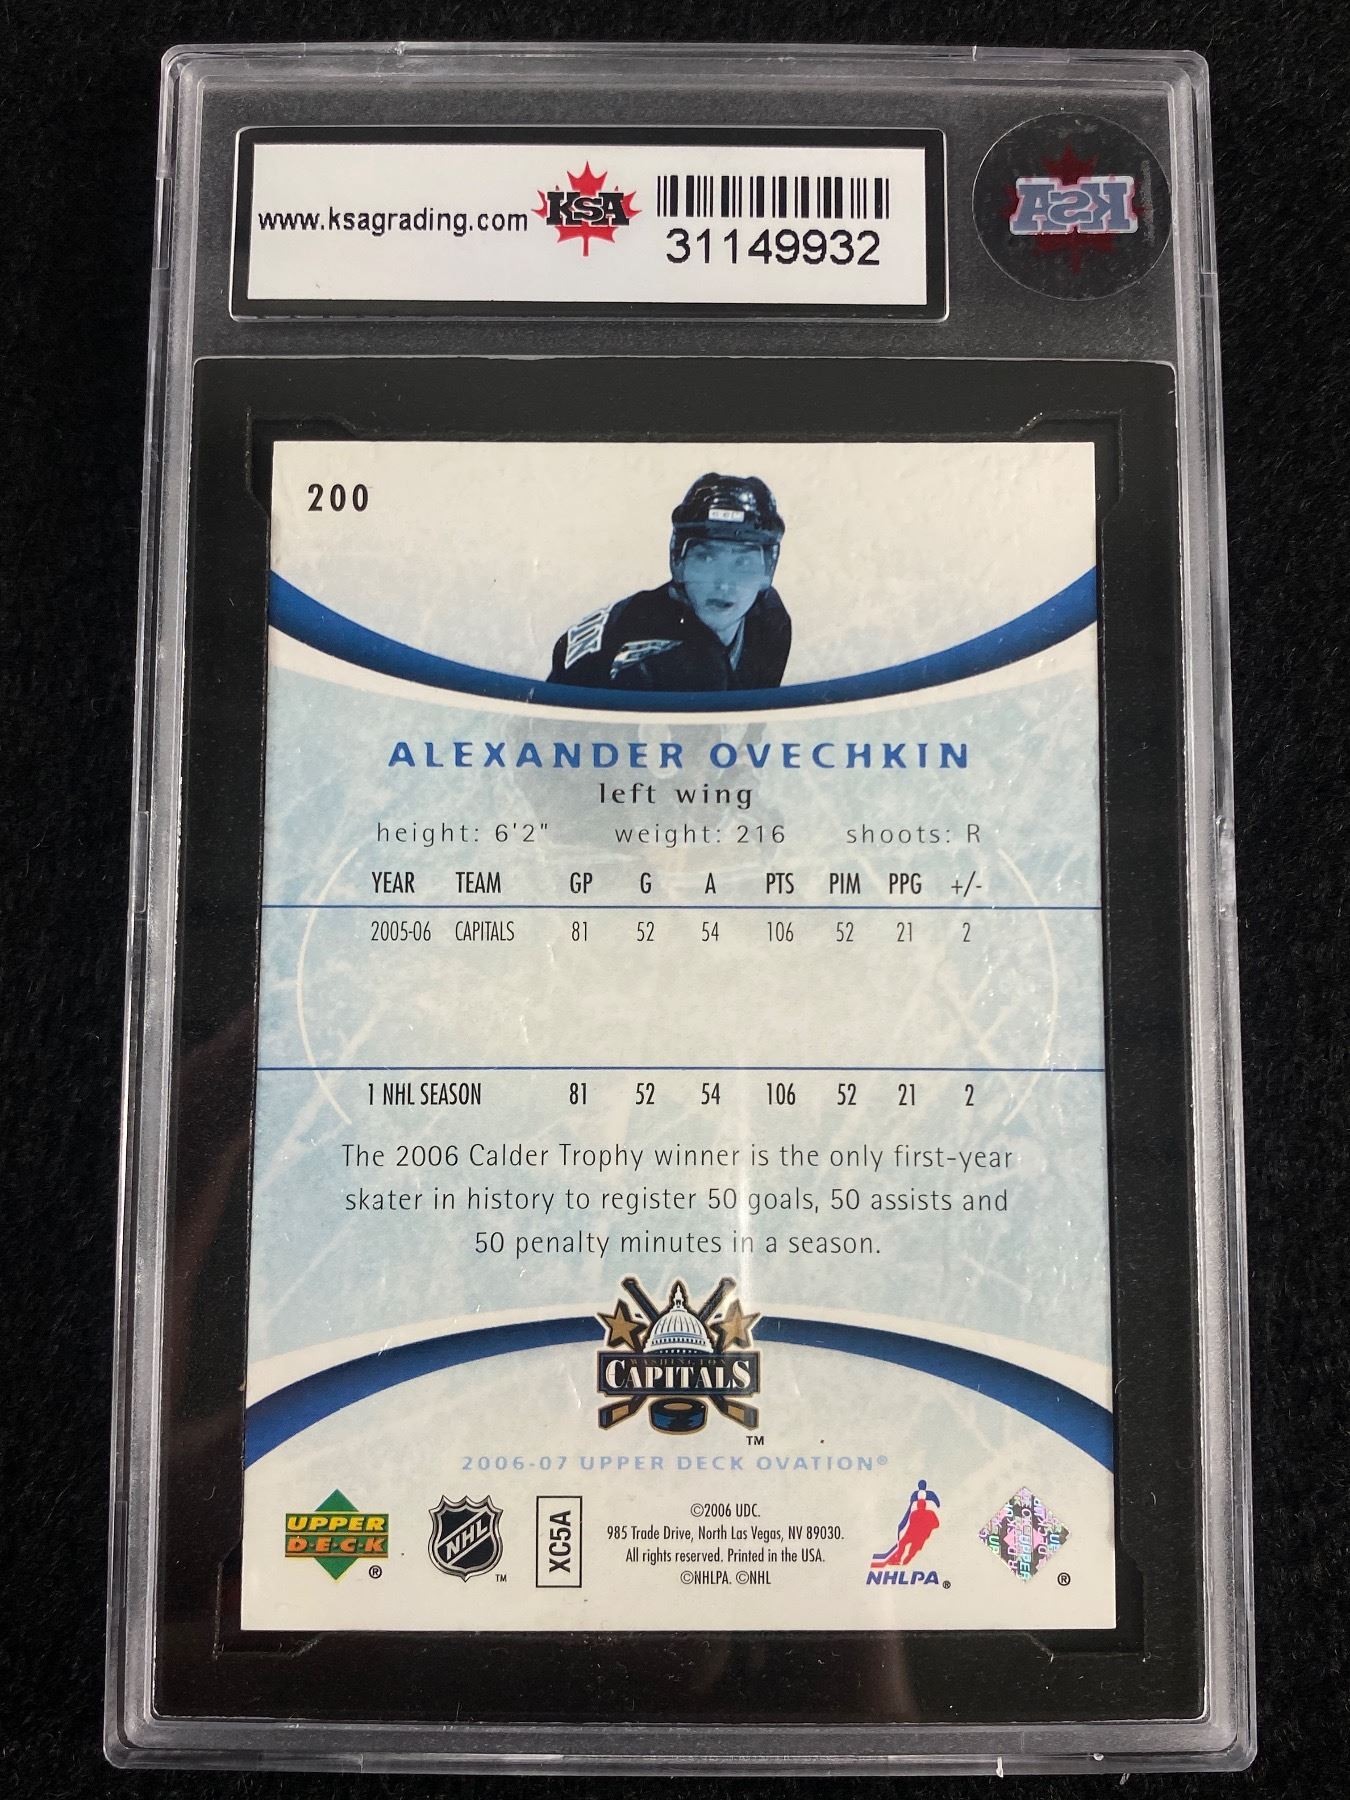 www.ksagrading.com
KSA
31149932
KSA
200
ALEXANDER OVECHKIN
left wing
height: 6'2" weight: 216 shoots: R
YEAR TEAM GP G A PTS PIM PPG +/-
2005-06 CAPITALS 81 52 54 106 52 21 2
1 NHL SEASON 81 52 54 106 52 21 2
The 2006 Calder Trophy winner is the only first-year
skater in history to register 50 goals, 50 assists and
50 penalty minutes in a season.
WASHINGTON
CAPITALS
TM
2006-07 UPPER DECK OVATION®
UPPER
DECK
®
NHL
TM
XC5A
©2006 UDC.
985 Trade Drive, North Las Vegas, NV 89030.
All rights reserved. Printed in the USA.
©NHLPA. ©NHL
NHLPA®
®